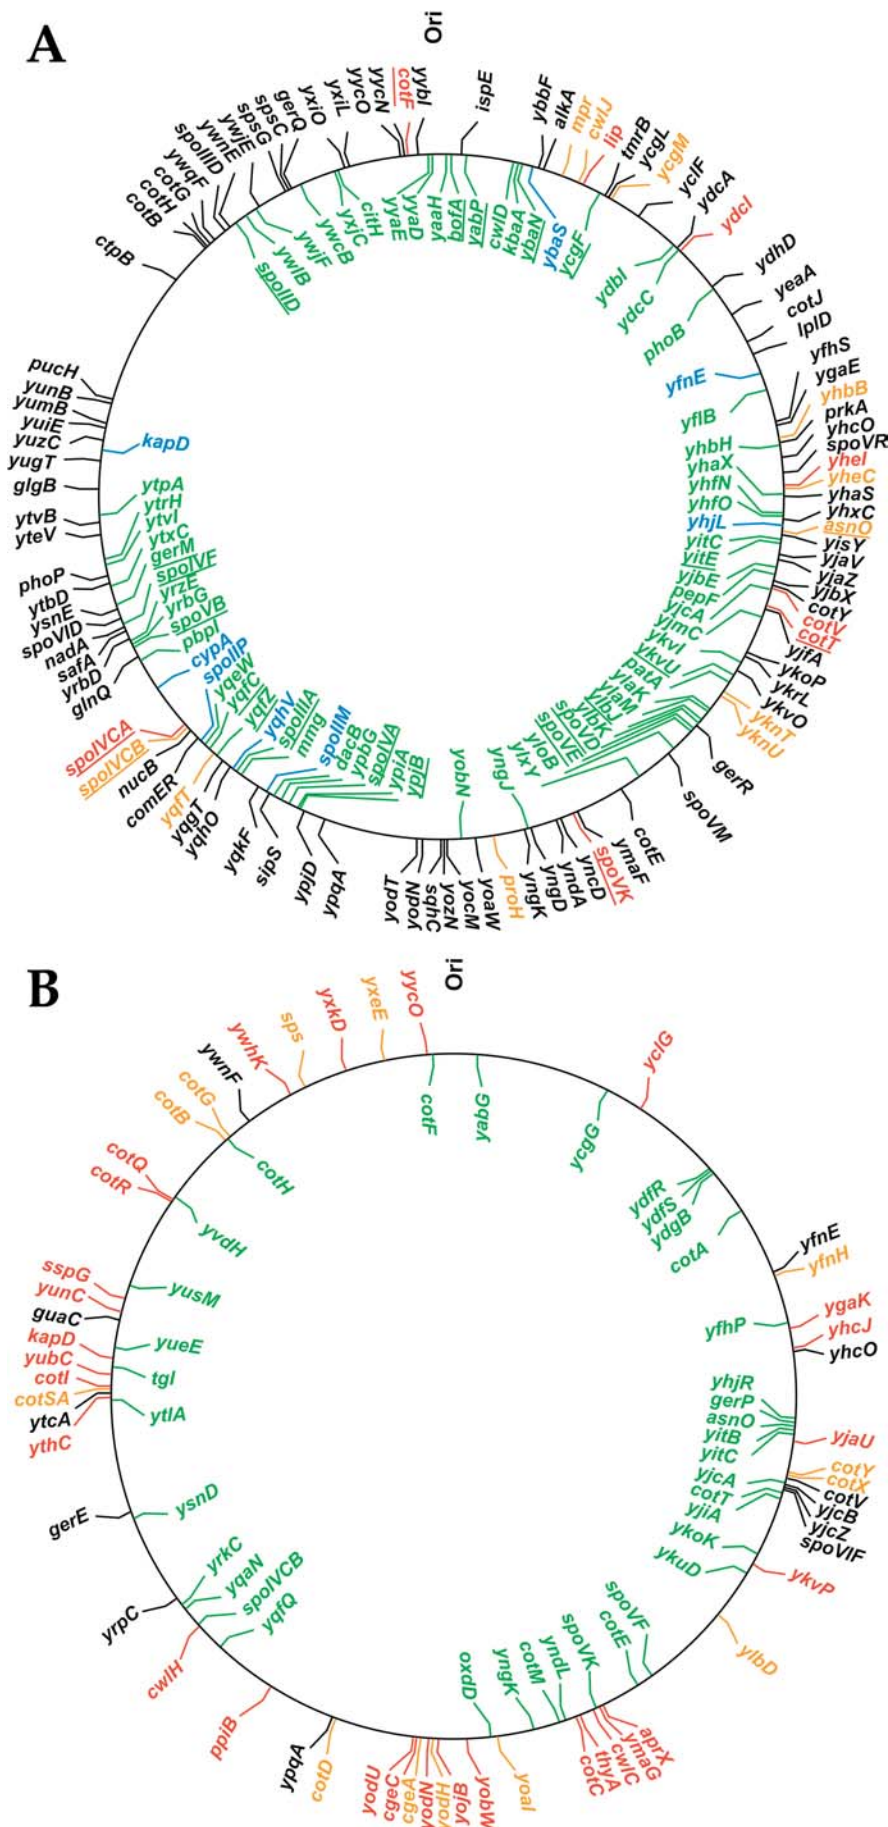 A
Ori
yybI
cotF
yycN
yycO
yxiL
yxiO
gerQ
spsC
spsG
ywjE
ywnE
spoIIID
ywqF
cotG
cotH
cotB
ctpB
pucH
yunB
yumB
yuiE
yuzC
yugT
glgB
ytvB
yteV
phoP
ytbD
ysnE
spoVID
nadA
safA
yrbD
glnQ
spoIVCA
spoIVCB
nucB
comER
yqfT
yqgT
yqhO
yqkF
sipS
ypjD
ypqA
yodT
yodN
sqhC
yozN
yocM
yoaW
proH
yngK
yngD
yndA
yncD
spoVK
ymaF
cotE
spoVM
gerR
yknU
yknT
ykvO
ykrL
ykoP
yjfA
cotT
cotV
cotY
yjbX
yjaZ
yjaV
yisY
asnO
yhxC
yhaS
yheC
yheI
spoVR
yhcO
prkA
yhbB
ygaE
yfhS
lplD
cotJ
yeaA
ydhD
ydcI
ydcA
yclF
ycgM
ycgL
tmrB
lip
cwlJ
mpr
alkA
ybbF
ispE
citH
yyaE
yyaD
yaaH
bofA
yabP
cwlD
kbaA
ybaN
ybaS
ycgF
ydbI
ydcC
phoB
yfnE
yflB
yhbH
yhaX
yhfN
yhfO
yhjL
yitC
yitE
yjbE
pepF
yjcA
yjmC
ykvI
ykvU
patA
ylaK
ylaM
ylbJ
ylbK
spoVD
spoVE
yloB
ylxY
yngJ
yobN
ypjB
ypiA
spoIVA
ypbG
dacB
spoIIM
mmg
spoIIIA
yqhV
yqfZ
yqfC
yqeW
spoIIP
cypA
pbpI
spoVB
yrbG
yrzE
spoIVF
gerM
ytxC
ytvI
ytrH
ytpA
kapD
spoIID
ywlB
ywjF
ywcB
yxjC
B
Ori
yycO
yxeE
yxkD
sps
ywhK
ywnF
cotG
cotB
cotQ
cotR
sspG
yunC
guaC
kapD
yubC
cotI
cotSA
ytcA
ythC
gerE
yrpC
cwlH
ppiB
ypqA
cotD
yodU
cgeC
cgeA
yodN
yodH
yojB
yobW
yoaI
cotC
thyA
cwlC
ymaG
aprX
ylbD
ykvP
spoVIF
yjcZ
yjcB
cotV
cotX
cotY
yjaU
yhcO
yhcJ
ygaK
yfnH
yfnE
yclG
cotF
yabG
ycgG
ydfR
ydfS
ydgB
cotA
yfhP
yhjR
gerP
asnO
yitB
yitC
yjcA
cotT
yjiA
ykoK
ykuD
spoVF
cotE
spoVK
yndL
cotM
yngK
oxdD
yqfQ
spoIVCB
yqaN
yrkC
ysnD
ytlA
tgl
yueE
yusM
yvdH
cotH